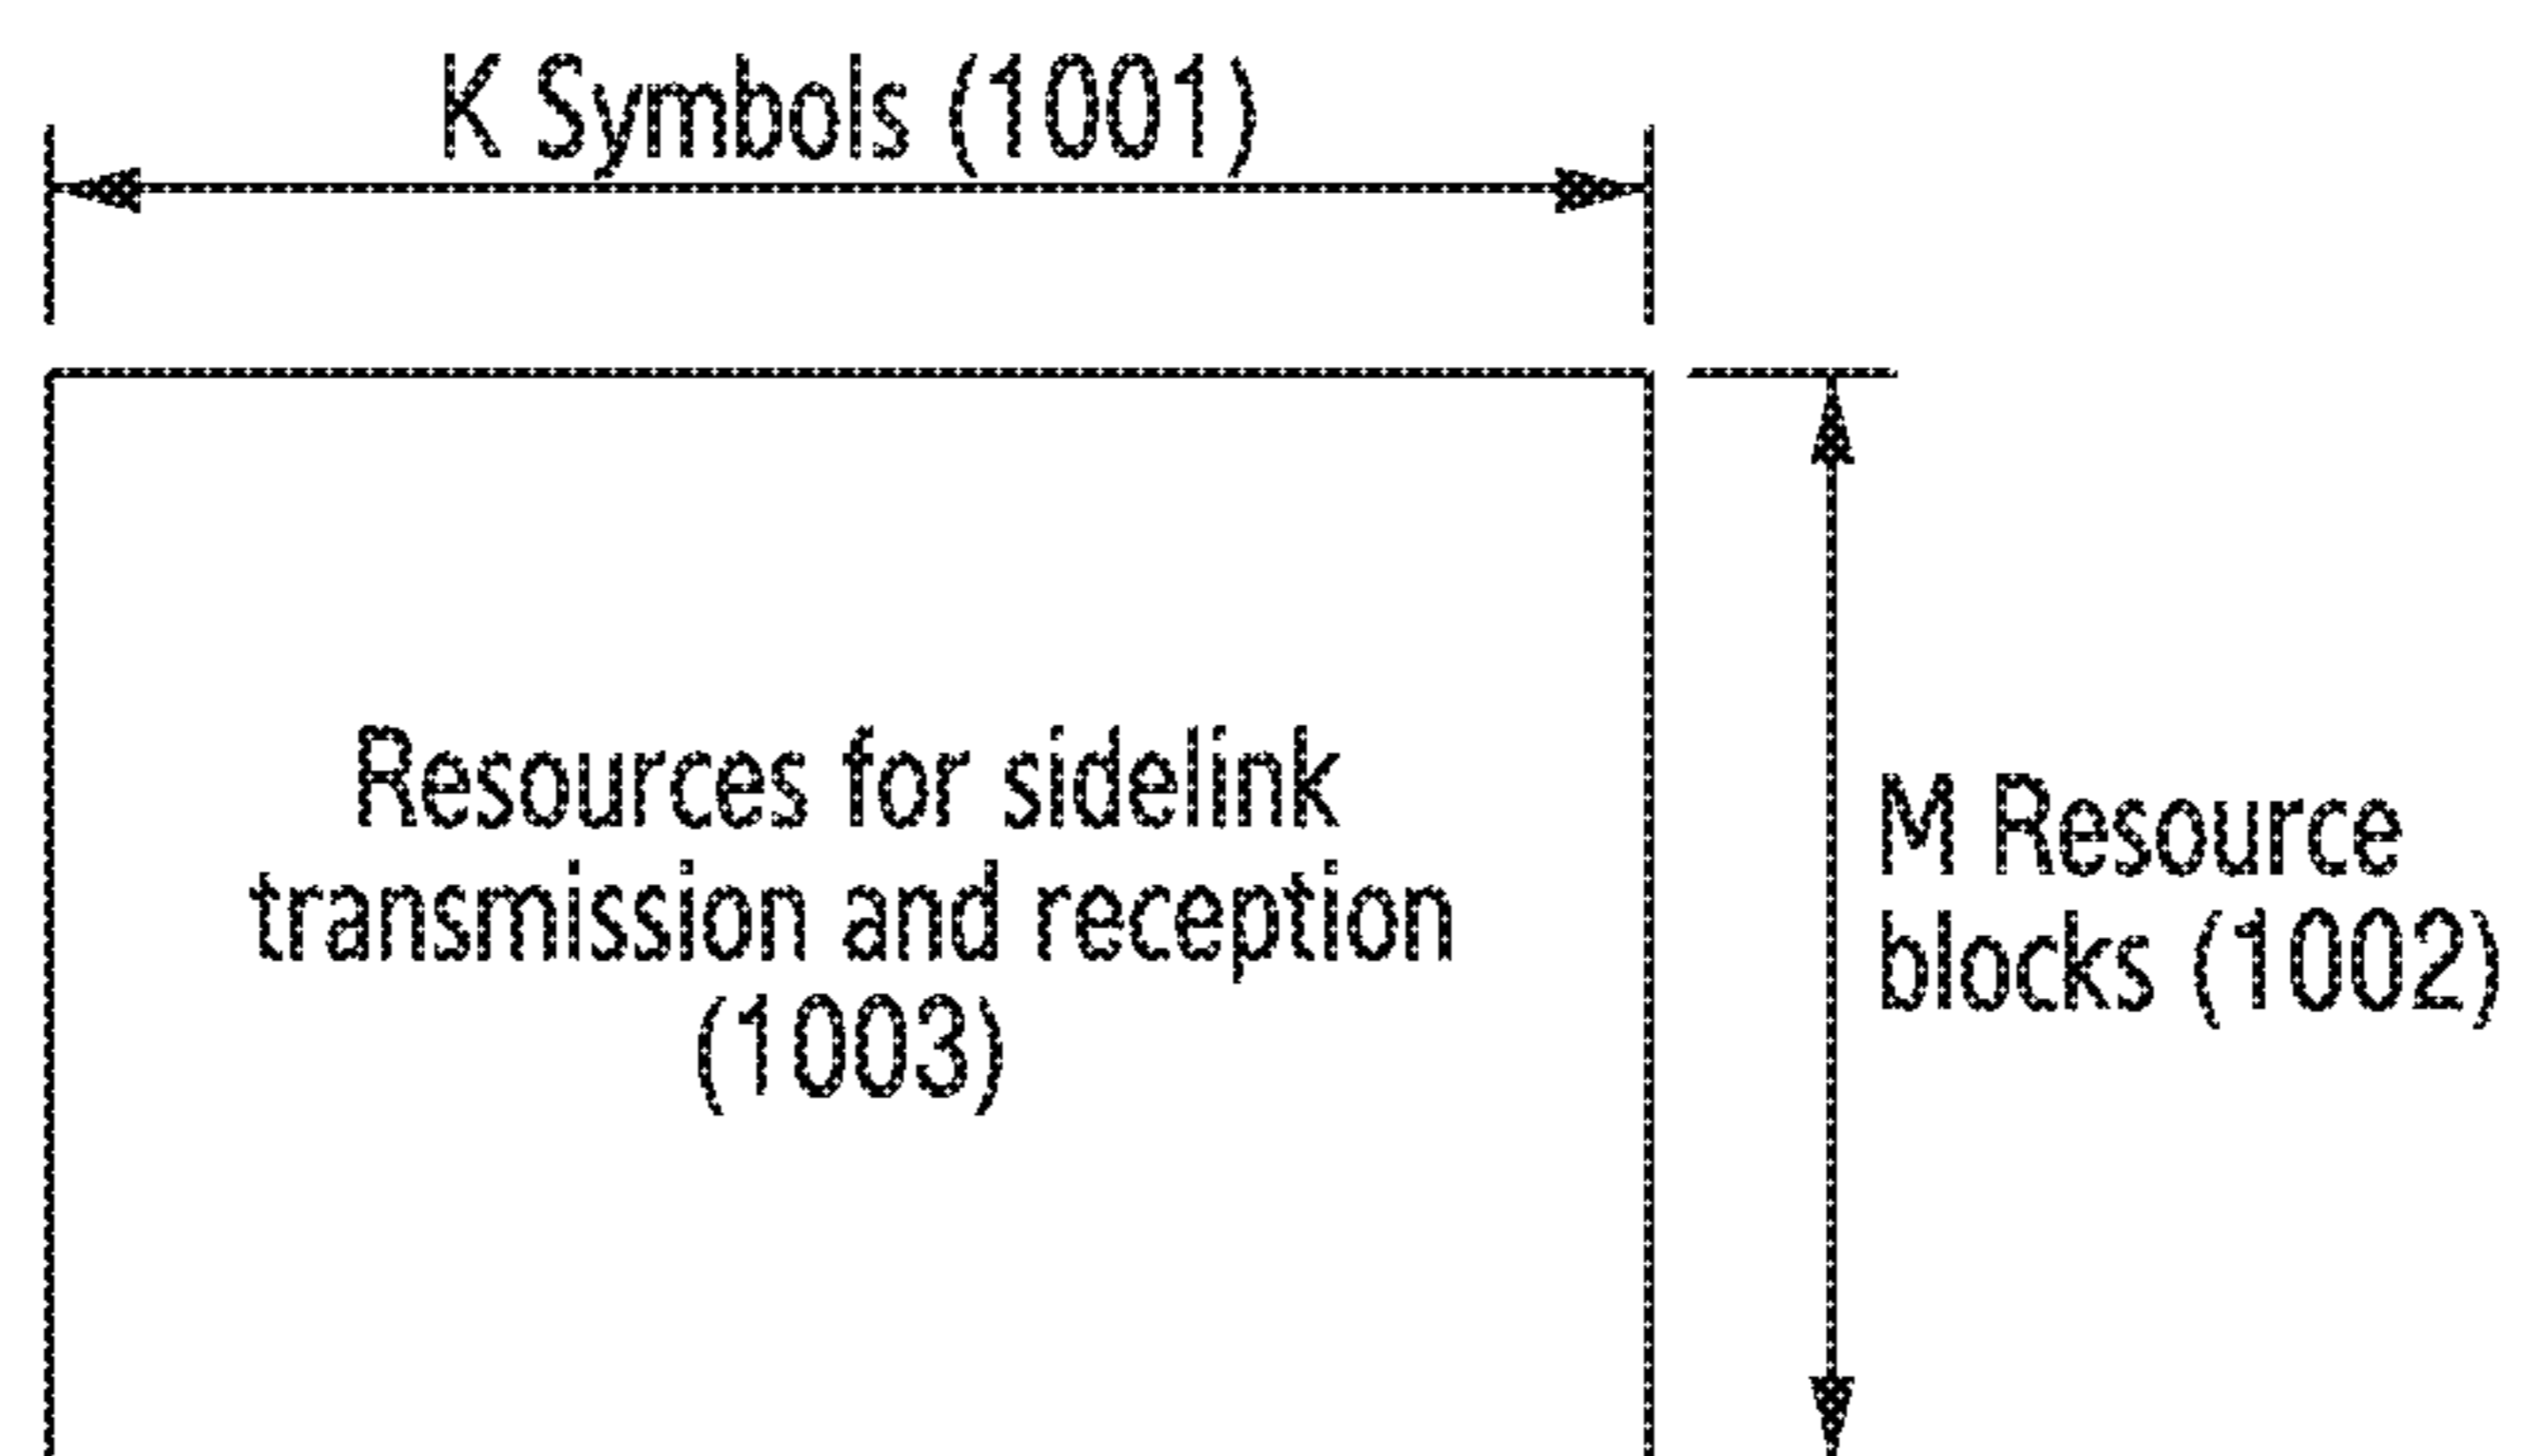 K Symbols (1001)
Resources for sidelink
transmission and reception
(1003)
M Resource
blocks (1002)